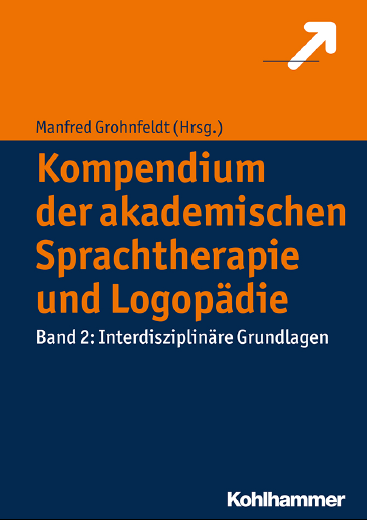 Manfred Grohnfeldt (Hrsg.)
Kompendium
der akademischen
Sprachtherapie
und Logopädie
Band 2: Interdisziplinäre Grundlagen
Kohlhammer